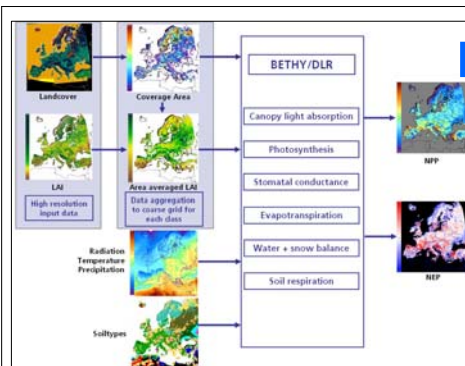 Landcover
Coverage Area
LAI
Area averaged LAI
High resolution
input data
Data aggregation
to coarse grid for
each class
Radiation
Temperature
Precipitation
Soiltypes
BETHY/DLR
Canopy light absorption
Photosynthesis
Stomatal conductance
Evapotranspiration
Water + snow balance
Soil respiration
NPP
NEP